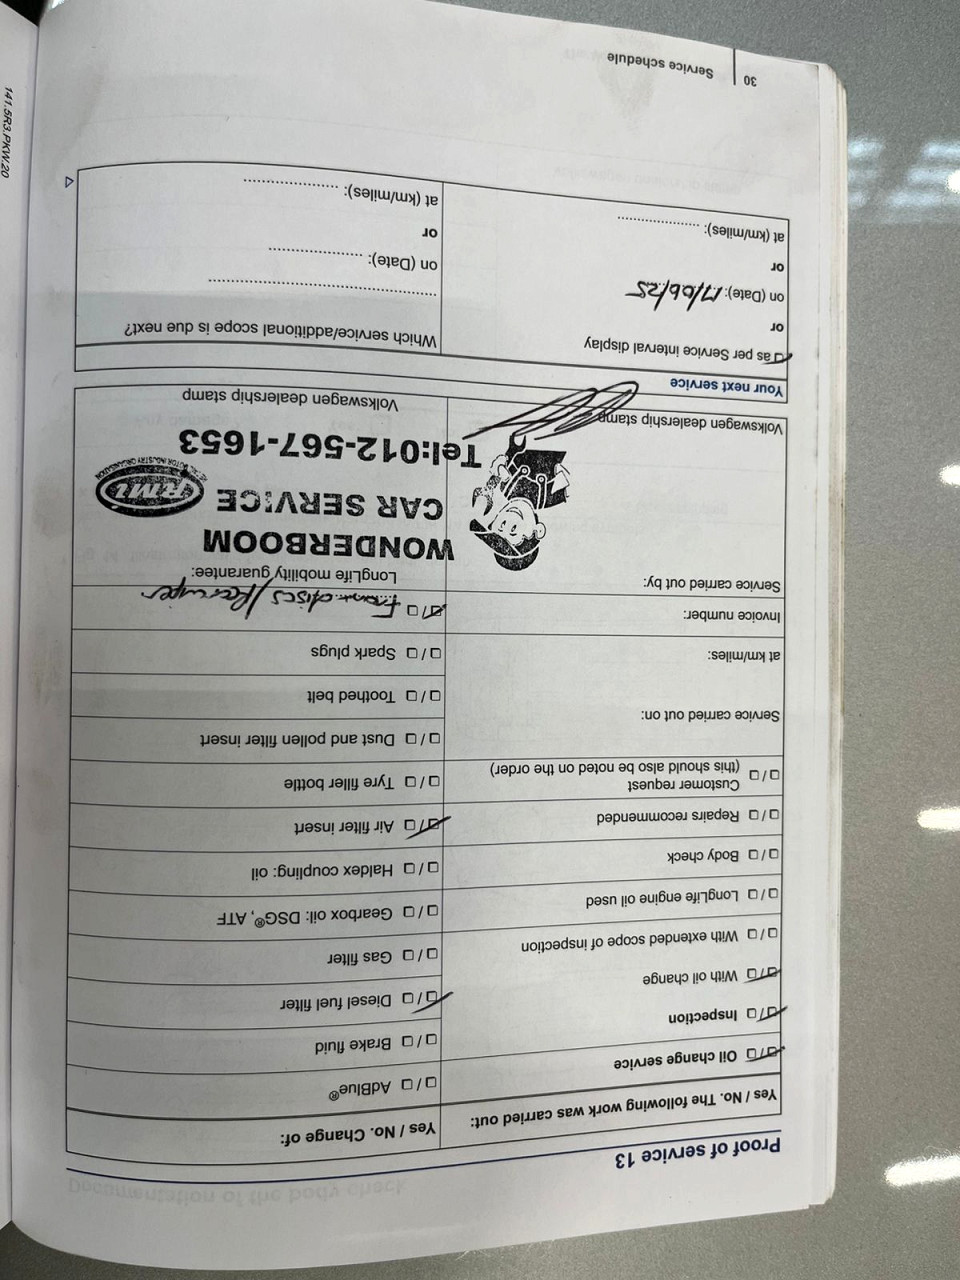 Proof of service 13
Yes / No. The following work was carried out:
Oil change service
Inspection
With oil change
With extended scope of inspection
LongLife engine oil used
Body check
Repairs recommended
Customer request
(this should also be noted on the order)
Service carried out on:
at km/miles:
Invoice number:
Service carried out by:
Volkswagen dealership stamp
Yes / No. Change of:
AdBlue®
Brake fluid
Diesel fuel filter
Gas filter
Gearbox oil: DSG®, ATF
Haldex coupling: oil
Air filter insert
Tyre filler bottle
Dust and pollen filter insert
Toothed belt
Spark plugs
discs/
LongLife mobility guarantee:
WONDERBOOM
CAR SERVICE
RMI
Tel:012-567-1653
Volkswagen dealership stamp
Your next service
as per Service interval display
or
on (Date): 17/06/25
or
at (km/miles):
Which service/additional scope is due next?
on (Date):
or
at (km/miles):
30 Service schedule
141.5R3.PKW.20